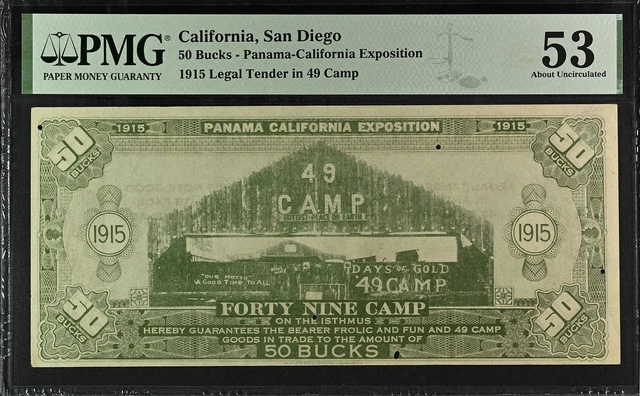 PMG
PAPER MONEY GUARANTY
California, San Diego
50 Bucks - Panama-California Exposition
1915 Legal Tender in 49 Camp
53
About Uncirculated
50 BUCKS
1915
PANAMA CALIFORNIA EXPOSITION
1915
50 BUCKS
49
CAMP
PLACE ON EARTH
1915
1915
"OUR MOTTO"
A GOOD TIME TO ALL
DAYS OF GOLD
49 CAMP
50 BUCKS
FORTY NINE CAMP
ON THE ISTHMUS
HEREBY GUARANTEES THE BEARER FROLIC AND FUN AND 49 CAMP
GOODS IN TRADE TO THE AMOUNT OF
50 BUCKS
50 BUCKS